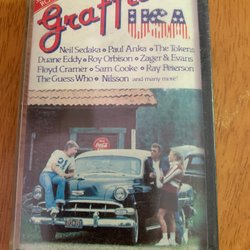 graffiti
USA
Neil Sedaka • Paul Anka • The Tokens
Duane Eddy • Roy Orbison • Zager & Evans
Floyd Cramer • Sam Cooke • Ray Peterson
The Guess Who • Nilsson and many more!